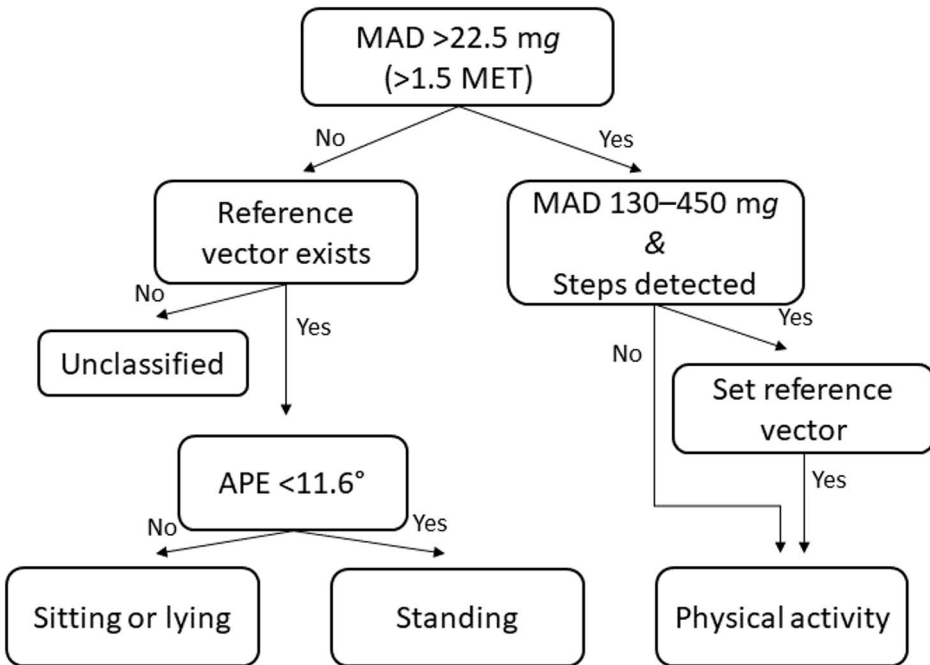 MAD >22.5 mg
(>1.5 MET)
No
Yes
Reference
vector exists
MAD 130–450 mg
&
Steps detected
No
Yes
Unclassified
No
Yes
Set reference
vector
APE <11.6°
Yes
No
Yes
Sitting or lying
Standing
Physical activity